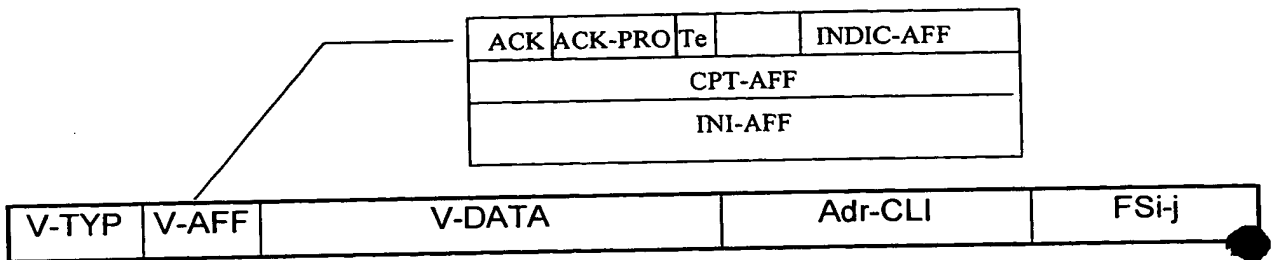 ACK ACK-PRO Te INDIC-AFF
CPT-AFF
INI-AFF
V-TYP V-AFF V-DATA Adr-CLI FSi-j